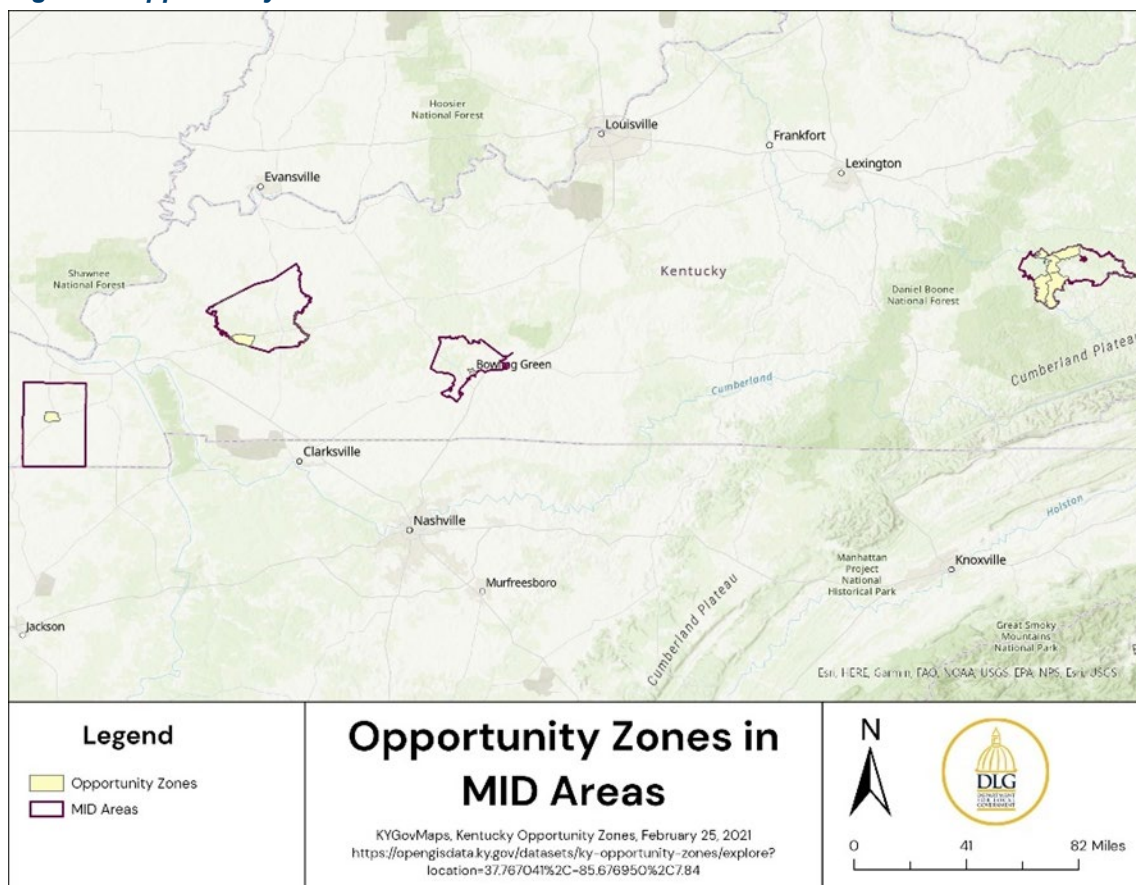 Hoosier
National Forest
Louisville
Frankfort
Lexington
Evansville
Shawnee
National Forest
Kentucky
Daniel Boone
National Forest
Bowling Green
Cumberland
Cumberland Plateau
Clarksville
Nashville
Holston
Murfreesboro
Manhattan
Project
National
Historical Park
Knoxville
Cumberland Plateau
Jackson
Great Smoky
Mountains
National Park
Esri, HERE, Garmin, FAO, NOAA, USGS, EPA, NPS, Esri, USGS
Legend
Opportunity Zones
MID Areas
Opportunity Zones in
MID Areas
KYGovMaps, Kentucky Opportunity Zones, February 25, 2021
https://opengisdata.ky.gov/datasets/ky-opportunity-zones/explore?
location=37.767041%2C-85.676950%2C7.84
N
DLG
DEPARTMENT
FOR LOCAL
GOVERNMENT
0 41 82 Miles